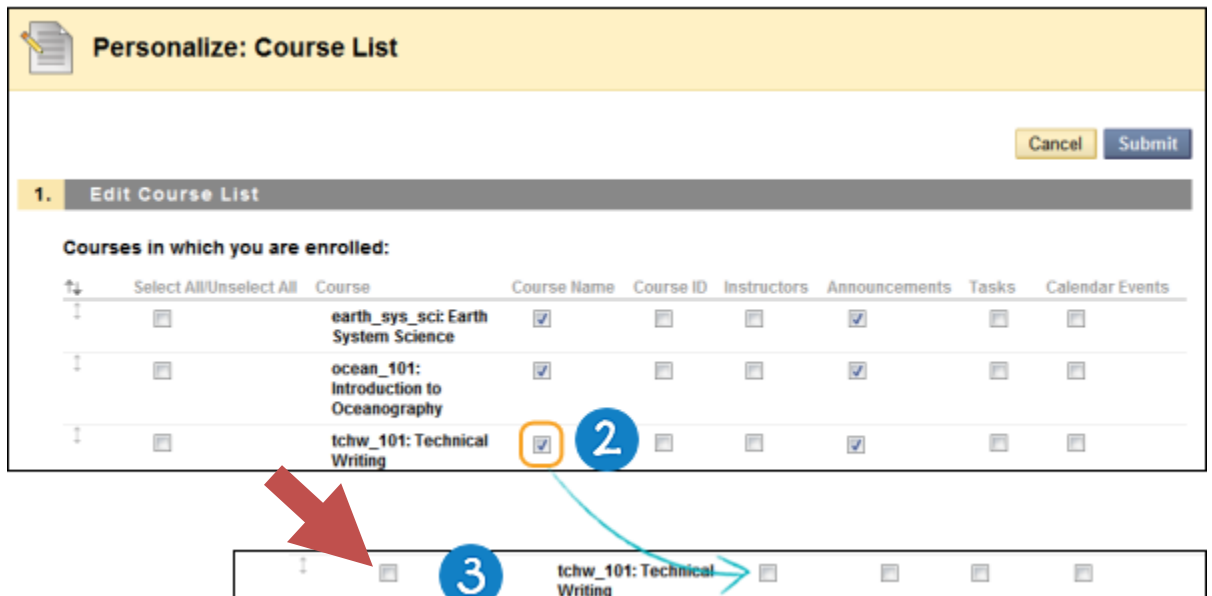 Personalize: Course List
Cancel Submit
1. Edit Course List
Courses in which you are enrolled:
Select All/Unselect All Course Course Name Course ID Instructors Announcements Tasks Calendar Events
earth_sys_sci: Earth
System Science
ocean_101:
Introduction to
Oceanography
tchw_101: Technical
Writing
2
3
tchw_101: Technical
Writing